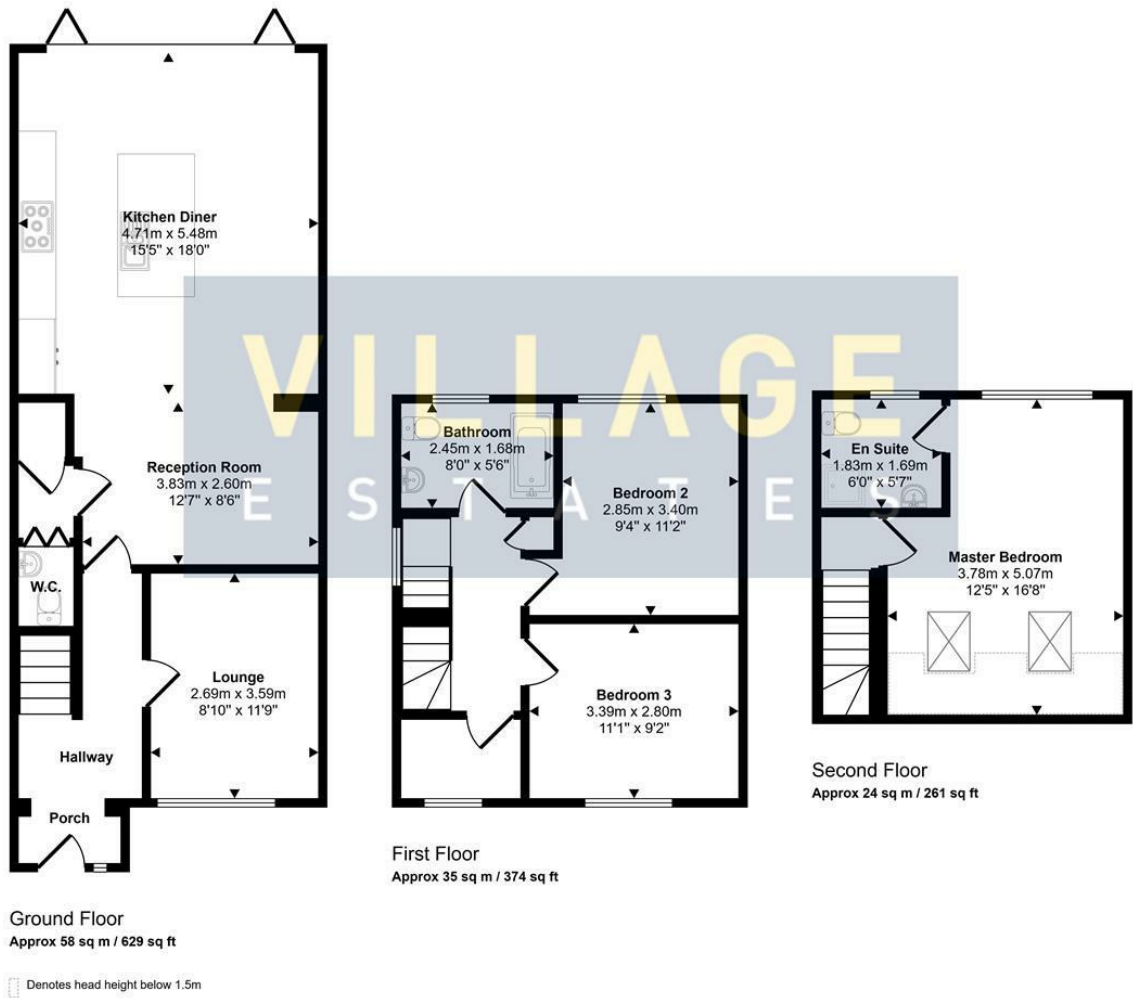 Kitchen Diner
4.71m x 5.48m
15'5" x 18'0"
VILLAGE
ESTATES
Reception Room
3.83m x 2.60m
12'7" x 8'6"
W.C.
Lounge
2.69m x 3.59m
8'10" x 11'9"
Hallway
Porch
Ground Floor
Approx 58 sq m / 629 sq ft
Denotes head height below 1.5m
Bathroom
2.45m x 1.68m
8'0" x 5'6"
Bedroom 2
2.85m x 3.40m
9'4" x 11'2"
Bedroom 3
3.39m x 2.80m
11'1" x 9'2"
First Floor
Approx 35 sq m / 374 sq ft
En Suite
1.83m x 1.69m
6'0" x 5'7"
Master Bedroom
3.78m x 5.07m
12'5" x 16'8"
Second Floor
Approx 24 sq m / 261 sq ft